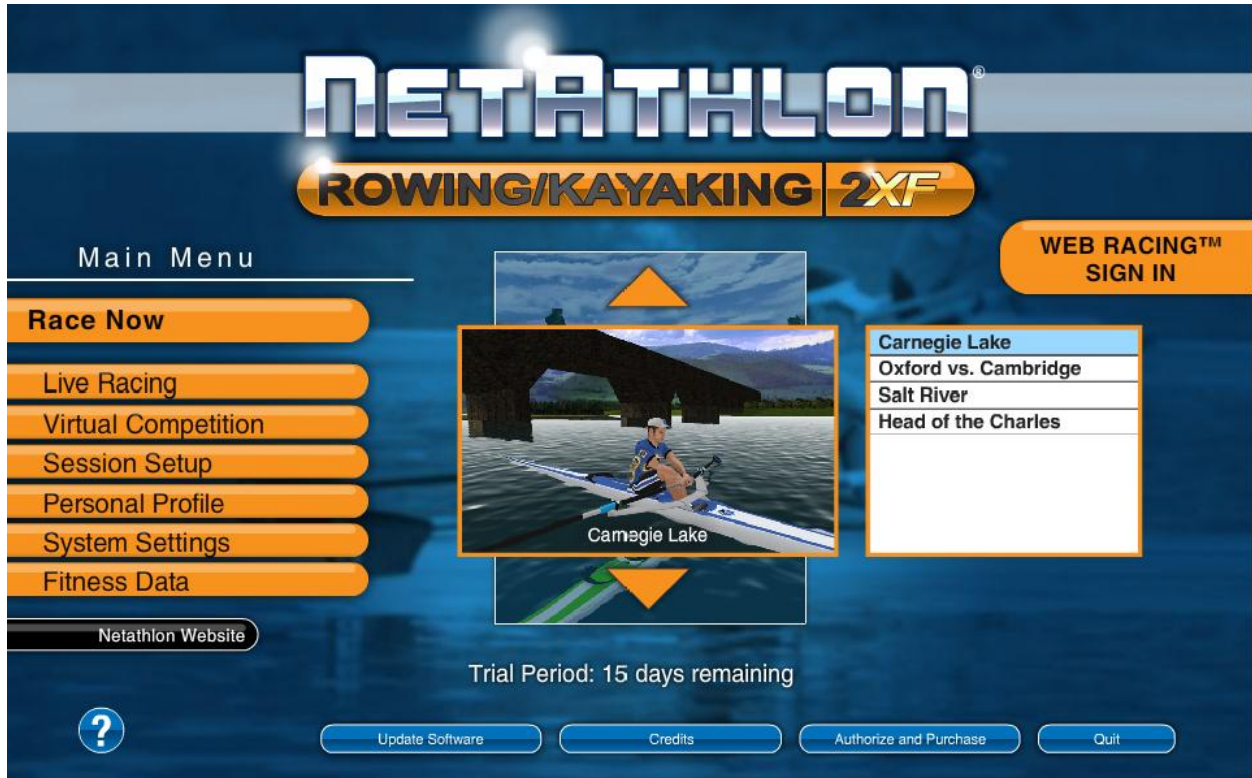 NETATHLON®
ROWING/KAYAKING 2XF
WEB RACING™
SIGN IN
Main Menu
Race Now
Live Racing
Virtual Competition
Session Setup
Personal Profile
System Settings
Fitness Data
Netathlon Website
Carnegie Lake
Carnegie Lake
Oxford vs. Cambridge
Salt River
Head of the Charles
Trial Period: 15 days remaining
?
Update Software
Credits
Authorize and Purchase
Quit